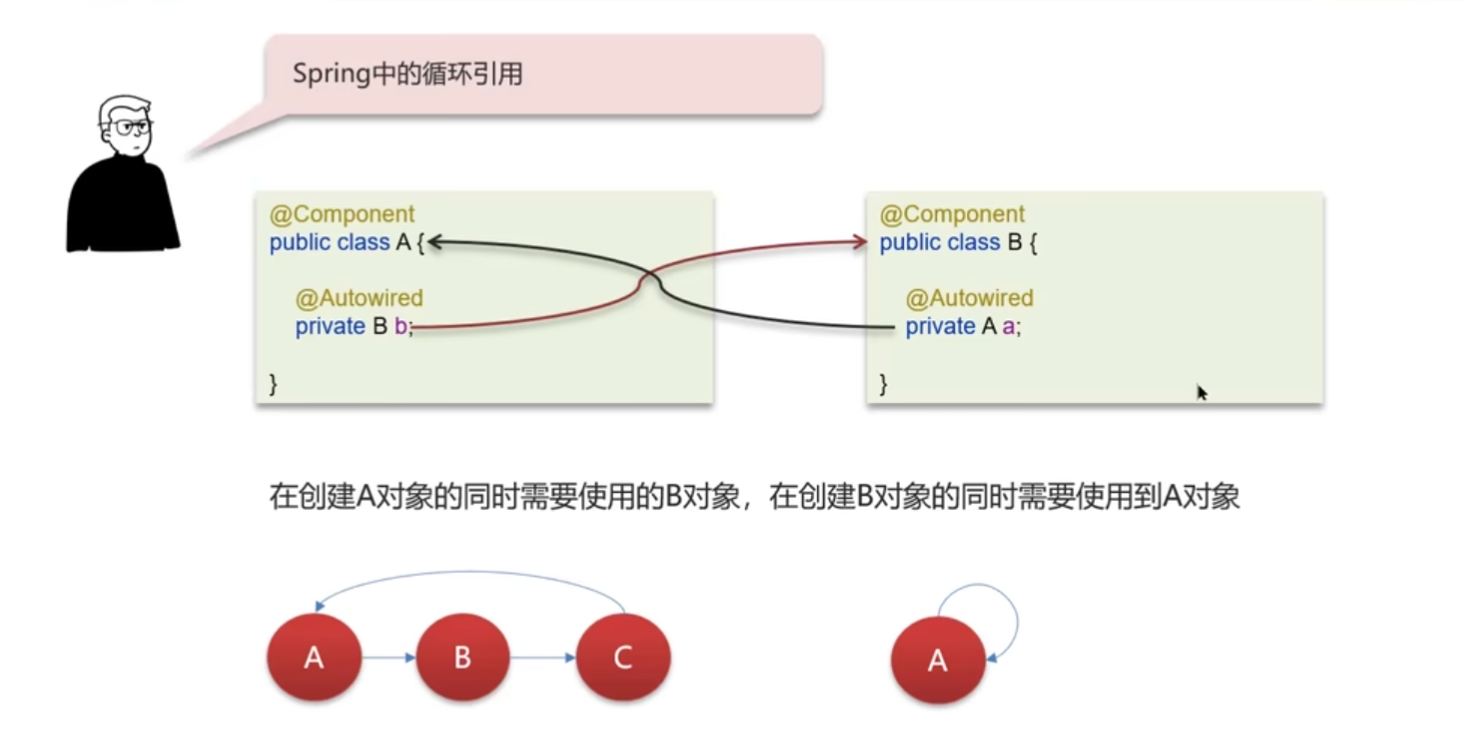 Spring中的循环引用
@Component
public class A {
@Autowired
private B b;
}
@Component
public class B {
@Autowired
private A a;
}
在创建A对象的同时需要使用的B对象，在创建B对象的同时需要使用到A对象
A B C A